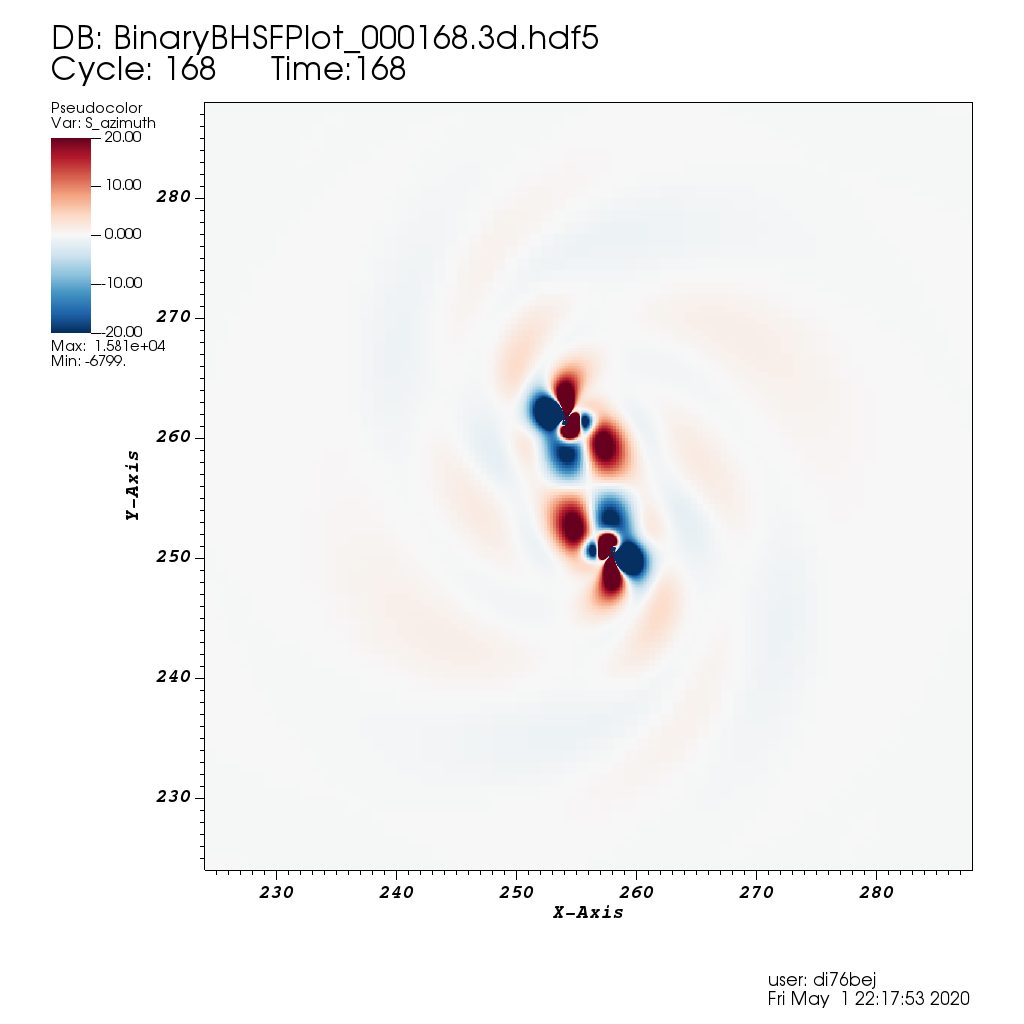 DB: BinaryBHSFPlot_000168.3d.hdf5
Cycle: 168 Time:168
Pseudocolor
Var: S_azimuth
20.00
10.00
0.000
-10.00
-20.00
Max: 1.581e+04
Min: -6799.
280
270
260
250
240
230
Y-Axis
230 240 250 260 270 280
X-Axis
user: di76bej
Fri May 1 22:17:53 2020